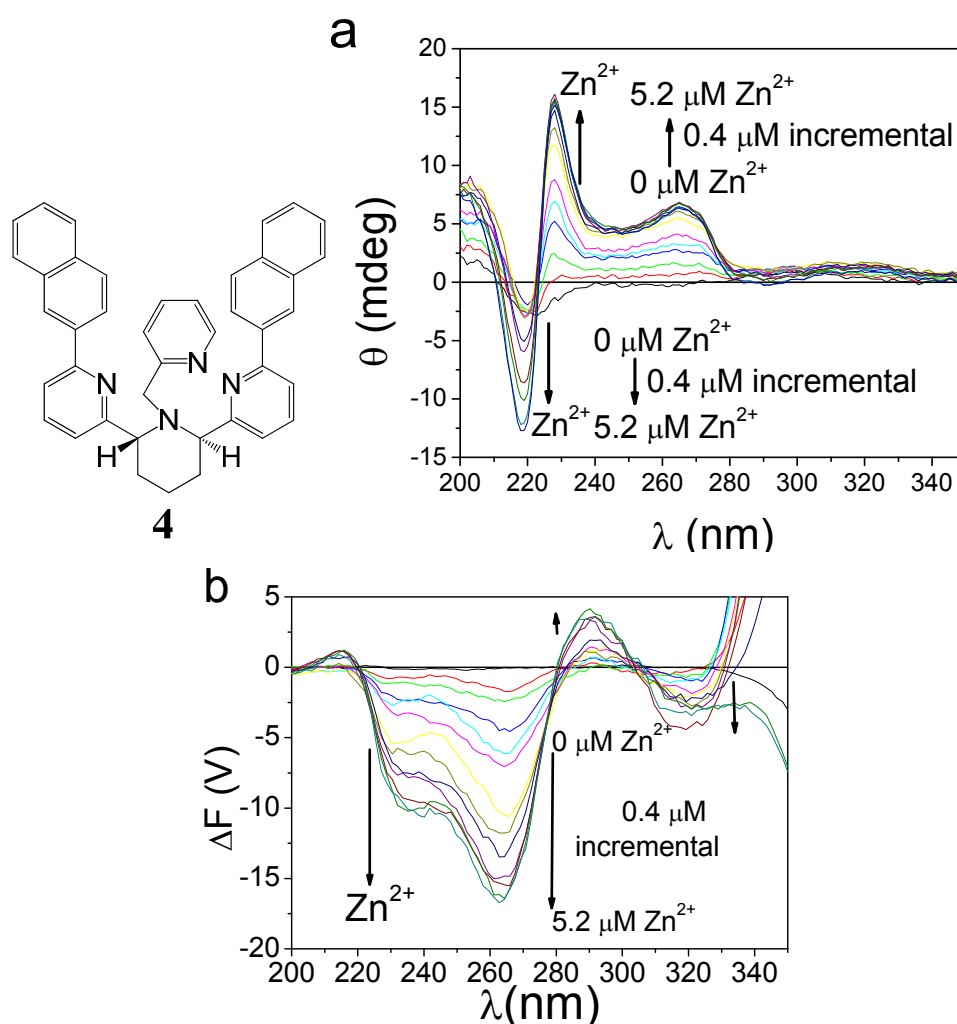 a
20
15
10
5
0
-5
-10
-15
θ (mdeg)
Zn²⁺
5.2 μM Zn²⁺
0.4 μM incremental
0 μM Zn²⁺
0 μM Zn²⁺
0.4 μM incremental
Zn²⁺
5.2 μM Zn²⁺
200 220 240 260 280 300 320 340
λ (nm)
N
N
N
N
H
H
4
b
5
0
-5
-10
-15
-20
ΔF (V)
0 μM Zn²⁺
0.4 μM
incremental
Zn²⁺
5.2 μM Zn²⁺
200 220 240 260 280 300 320 340
λ(nm)